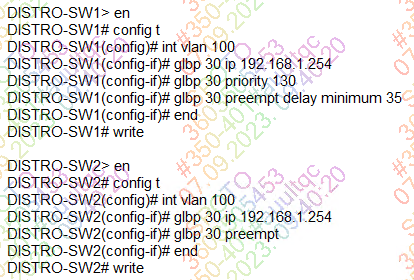 DISTRO-SW1> en
DISTRO-SW1# config t
DISTRO-SW1(config)# int vlan 100
DISTRO-SW1(config-if)# glbp 30 ip 192.168.1.254
DISTRO-SW1(config-if)# glbp 30 priority 130
DISTRO-SW1(config-if)# glbp 30 preempt delay minimum 35
DISTRO-SW1(config-if)# end
DISTRO-SW1# write
DISTRO-SW2> en
DISTRO-SW2# config t
DISTRO-SW2(config)# int vlan 100
DISTRO-SW2(config-if)# glbp 30 ip 192.168.1.254
DISTRO-SW2(config-if)# glbp 30 preempt
DISTRO-SW2(config-if)# end
DISTRO-SW2# write